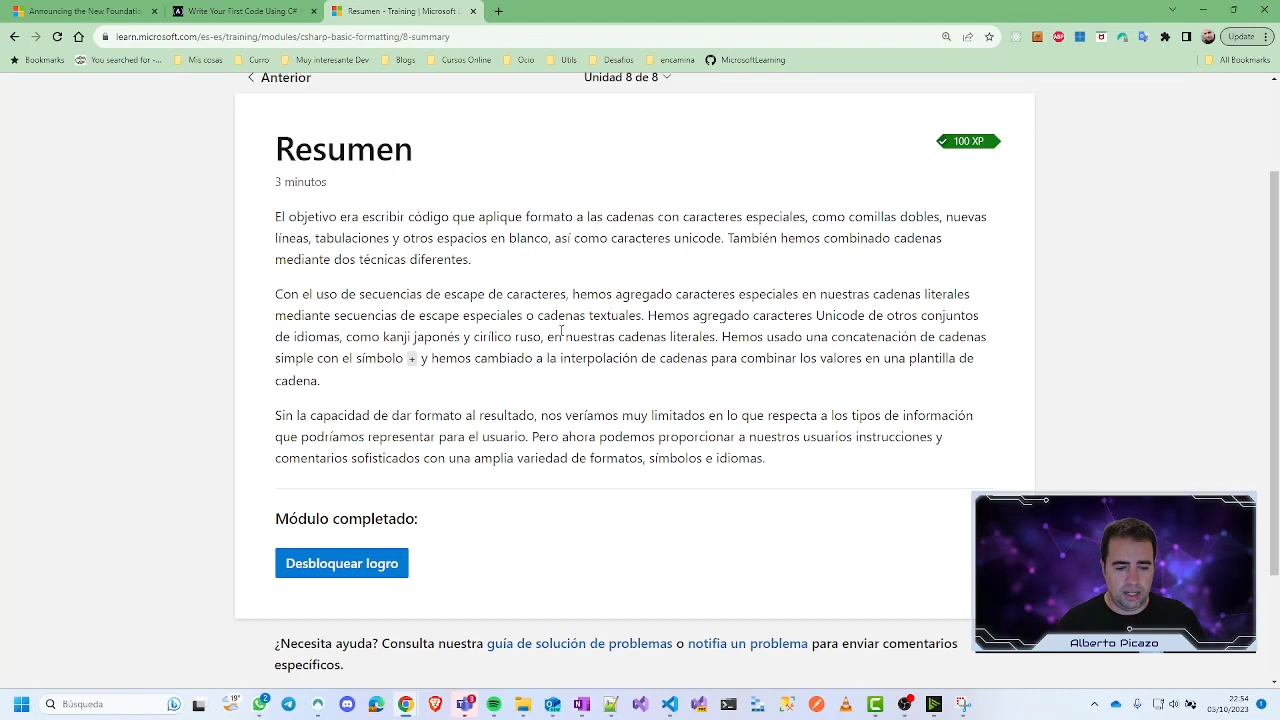 Announcing the New Foundatic
Write Your First Code Using C#
Resumen - Training | Microsoft L
learn.microsoft.com/es-es/training/modules/csharp-basic-formatting/8-summary
Update
Bookmarks
You searched for -...
Mis cosas
Curro
Muy interesante Dev
Blogs
Cursos Online
Ocio
Utils
Desafios
encamina
MicrosoftLearning
All Bookmarks
Anterior
Unidad 8 de 8
Resumen
100 XP
3 minutos
El objetivo era escribir código que aplique formato a las cadenas con caracteres especiales, como comillas dobles, nuevas
líneas, tabulaciones y otros espacios en blanco, así como caracteres unicode. También hemos combinado cadenas
mediante dos técnicas diferentes.
Con el uso de secuencias de escape de caracteres, hemos agregado caracteres especiales en nuestras cadenas literales
mediante secuencias de escape especiales o cadenas textuales. Hemos agregado caracteres Unicode de otros conjuntos
de idiomas, como kanji japonés y cirílico ruso, en nuestras cadenas literales. Hemos usado una concatenación de cadenas
simple con el símbolo + y hemos cambiado a la interpolación de cadenas para combinar los valores en una plantilla de
cadena.
Sin la capacidad de dar formato al resultado, nos veríamos muy limitados en lo que respecta a los tipos de información
que podríamos representar para el usuario. Pero ahora podemos proporcionar a nuestros usuarios instrucciones y
comentarios sofisticados con una amplia variedad de formatos, símbolos e idiomas.
Módulo completado:
Desbloquear logro
Alberto Picazo
¿Necesita ayuda? Consulta nuestra guía de solución de problemas o notifia un problema para enviar comentarios
específicos.
Búsqueda
19°
22:54
05/10/2023